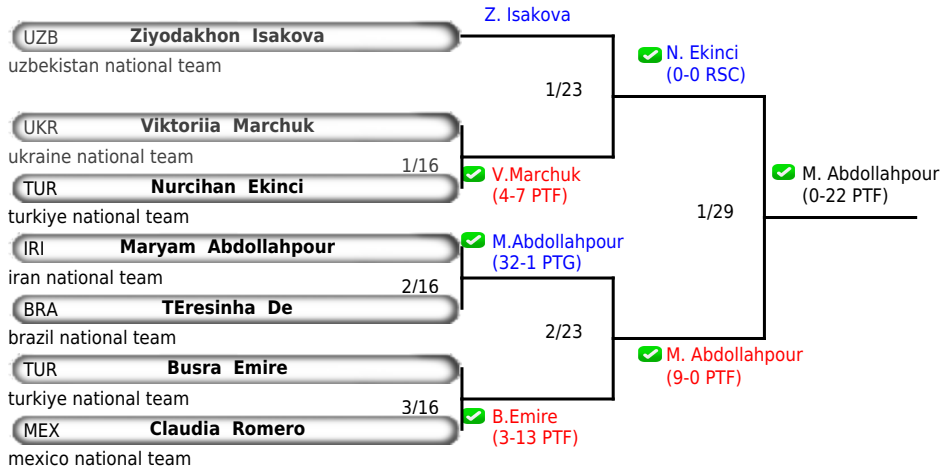 Z. Isakova
UZB Ziyodakhon Isakova
uzbekistan national team
N. Ekinci
(0-0 RSC)
1/23
UKR Viktoriia Marchuk
ukraine national team
1/16
V.Marchuk
(4-7 PTF)
TUR Nurcihan Ekinci
turkiye national team
M. Abdollahpour
(0-22 PTF)
1/29
IRI Maryam Abdollahpour
iran national team
M.Abdollahpour
(32-1 PTG)
2/16
BRA TEresinha De
brazil national team
2/23
TUR Busra Emire
turkiye national team
M. Abdollahpour
(9-0 PTF)
3/16
B.Emire
(3-13 PTF)
MEX Claudia Romero
mexico national team